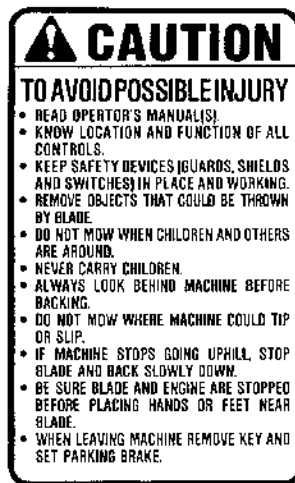 CAUTION
TO AVOID POSSIBLE INJURY
• READ OPERTOR'S MANUAL(S).
• KNOW LOCATION AND FUNCTION OF ALL
CONTROLS.
• KEEP SAFETY DEVICES (GUARDS, SHIELDS
AND SWITCHES) IN PLACE AND WORKING.
• REMOVE OBJECTS THAT COULD BE THROWN
BY BLADE.
• DO NOT MOW WHEN CHILDREN AND OTHERS
ARE AROUND.
• NEVER CARRY CHILDREN.
• ALWAYS LOOK BEHIND MACHINE BEFORE
BACKING.
• DO NOT MOW WHERE MACHINE COULD TIP
OR SLIP.
• IF MACHINE STOPS GOING UPHILL, STOP
BLADE AND BACK SLOWLY DOWN.
• BE SURE BLADE AND ENGINE ARE STOPPED
BEFORE PLACING HANDS OR FEET NEAR
BLADE.
• WHEN LEAVING MACHINE REMOVE KEY AND
SET PARKING BRAKE.